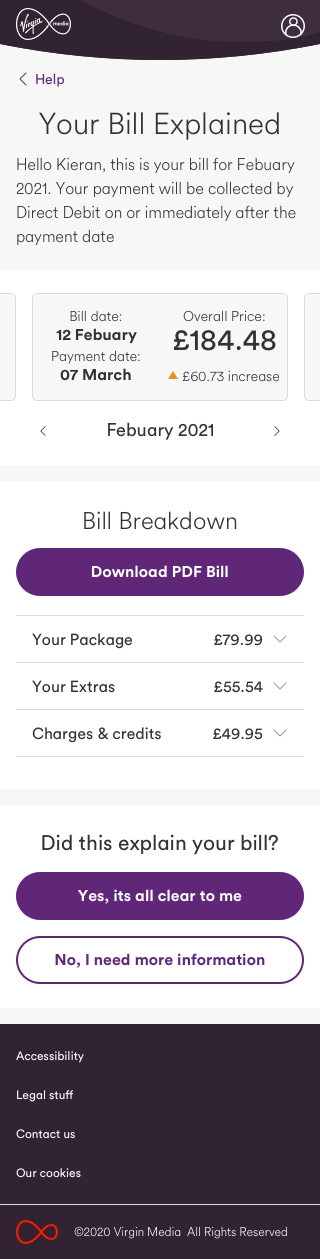 Virgin media
Help
Your Bill Explained
Hello Kieran, this is your bill for Febuary
2021. Your payment will be collected by
Direct Debit on or immediately after the
payment date
Bill date:
12 Febuary
Payment date:
07 March
Overall Price:
£184.48
£60.73 increase
Febuary 2021
Bill Breakdown
Download PDF Bill
Your Package £79.99
Your Extras £55.54
Charges & credits £49.95
Did this explain your bill?
Yes, its all clear to me
No, I need more information
Accessibility
Legal stuff
Contact us
Our cookies
©2020 Virgin Media All Rights Reserved